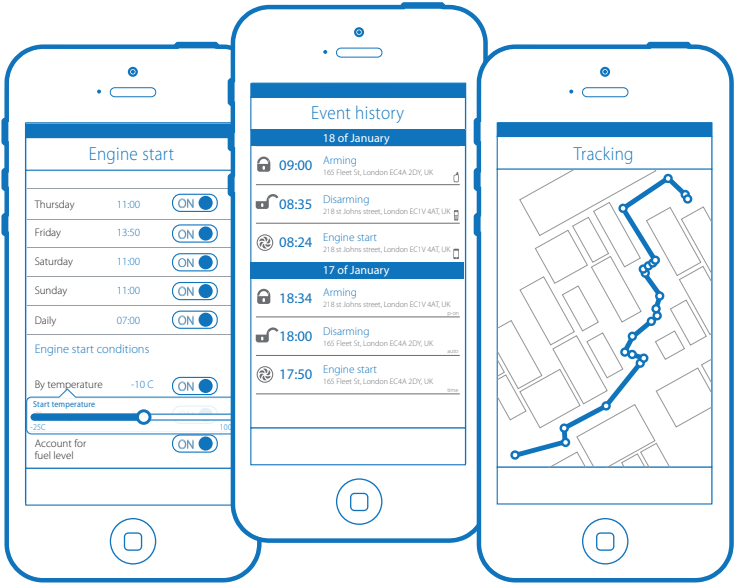 Engine start
Thursday 11:00 ON
Friday 13:50 ON
Saturday 11:00 ON
Sunday 11:00 ON
Daily 07:00 ON
Engine start conditions
By temperature -10 C ON
Start temperature
-25C 100
Account for
fuel level ON
Event history
18 of January
09:00 Arming
165 Fleet St, London EC4A 2DY, UK
08:35 Disarming
218 st Johns street, London EC1V 4AT, UK
08:24 Engine start
218 st Johns street, London EC1V 4AT, UK
17 of January
18:34 Arming
218 st Johns street, London EC1V 4AT, UK
p-on
18:00 Disarming
165 Fleet St, London EC4A 2DY, UK
auto
17:50 Engine start
165 Fleet St, London EC4A 2DY, UK
time
Tracking